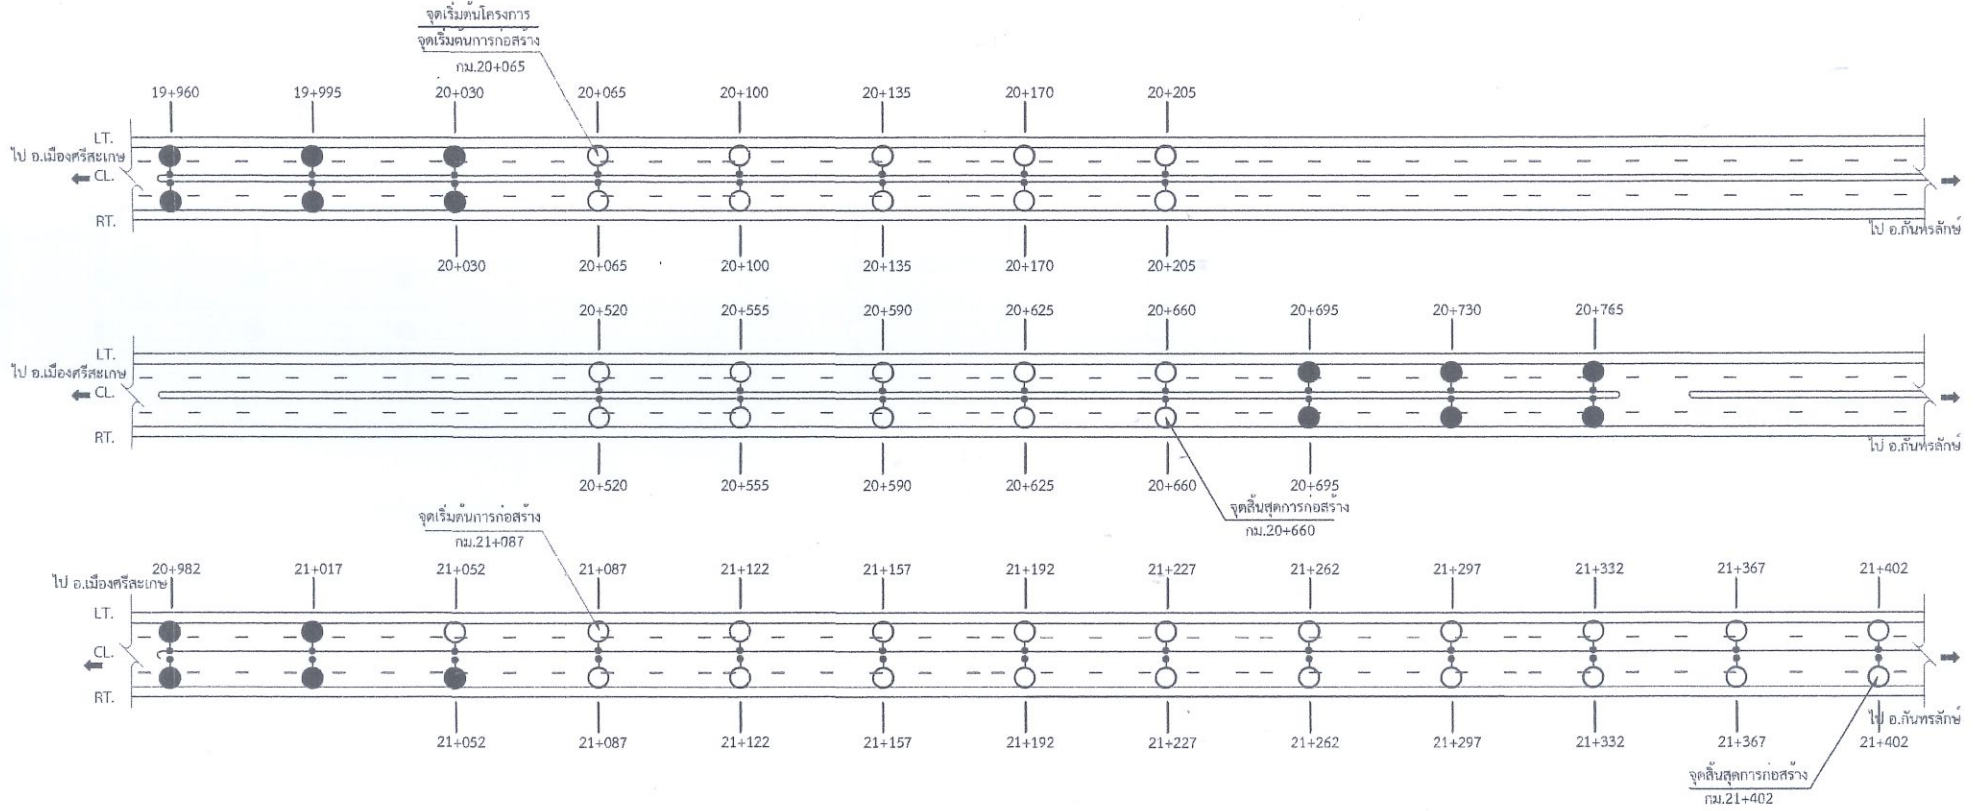 จุดเริ่มต้นโครงการ
จุดเริ่มต้นการก่อสร้าง
กม.20+065
19+960 19+995 20+030 20+065 20+100 20+135 20+170 20+205
LT.
ไป อ.เมืองศรีสะเกษ
CL.
RT.
ไป อ.กันทรลักษ์
20+030 20+065 20+100 20+135 20+170 20+205
20+520 20+555 20+590 20+625 20+660 20+695 20+730 20+765
LT.
ไป อ.เมืองศรีสะเกษ
CL.
RT.
ไป อ.กันทรลักษ์
20+520 20+555 20+590 20+625 20+660 20+695
จุดสิ้นสุดการก่อสร้าง
กม.20+660
จุดเริ่มต้นการก่อสร้าง
กม.21+087
20+982 21+017 21+052 21+087 21+122 21+157 21+192 21+227 21+262 21+297 21+332 21+367 21+402
ไป อ.เมืองศรีสะเกษ
LT.
CL.
RT.
ไป อ.กันทรลักษ์
21+052 21+087 21+122 21+157 21+192 21+227 21+262 21+297 21+332 21+367 21+402
จุดสิ้นสุดการก่อสร้าง
กม.21+402